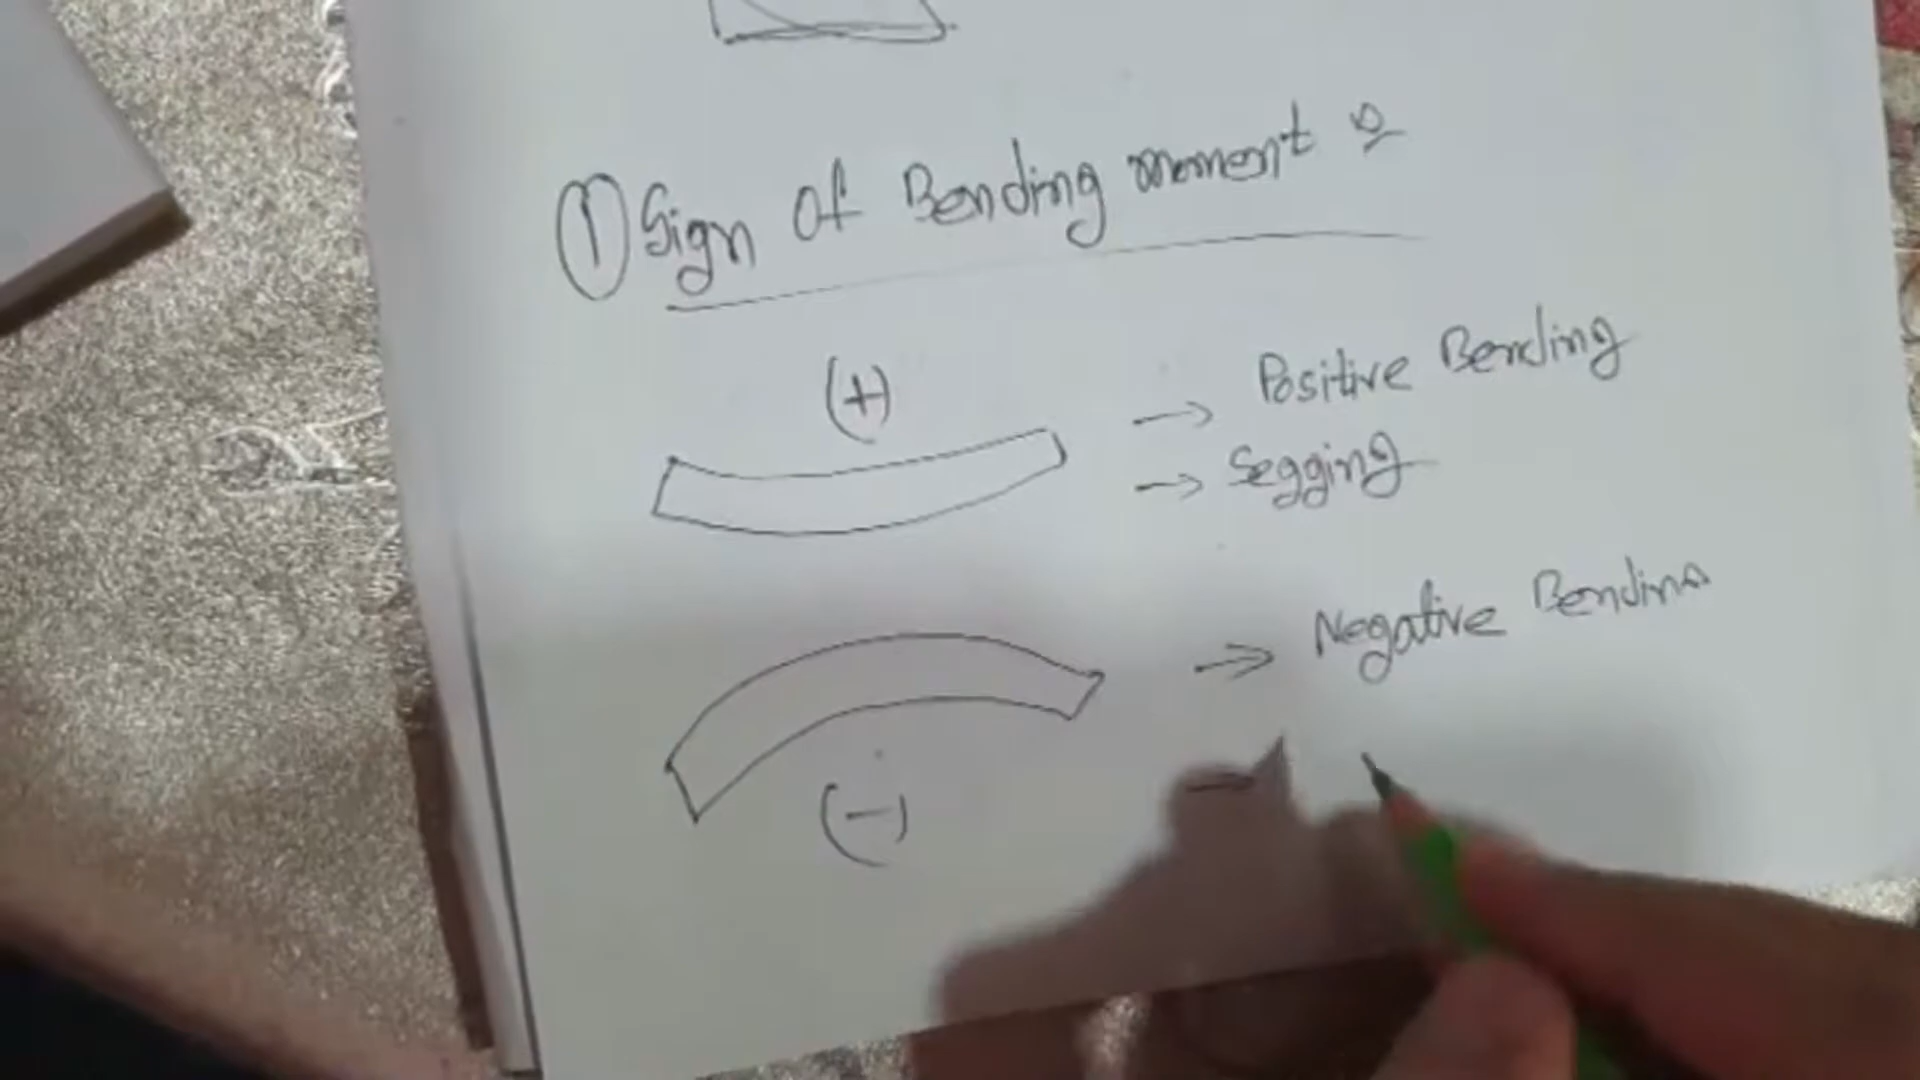 ① Sign Of Bending moment :-
(+)
→ Positive Bending
→ Segging
→ Negative Bending
(-)
→